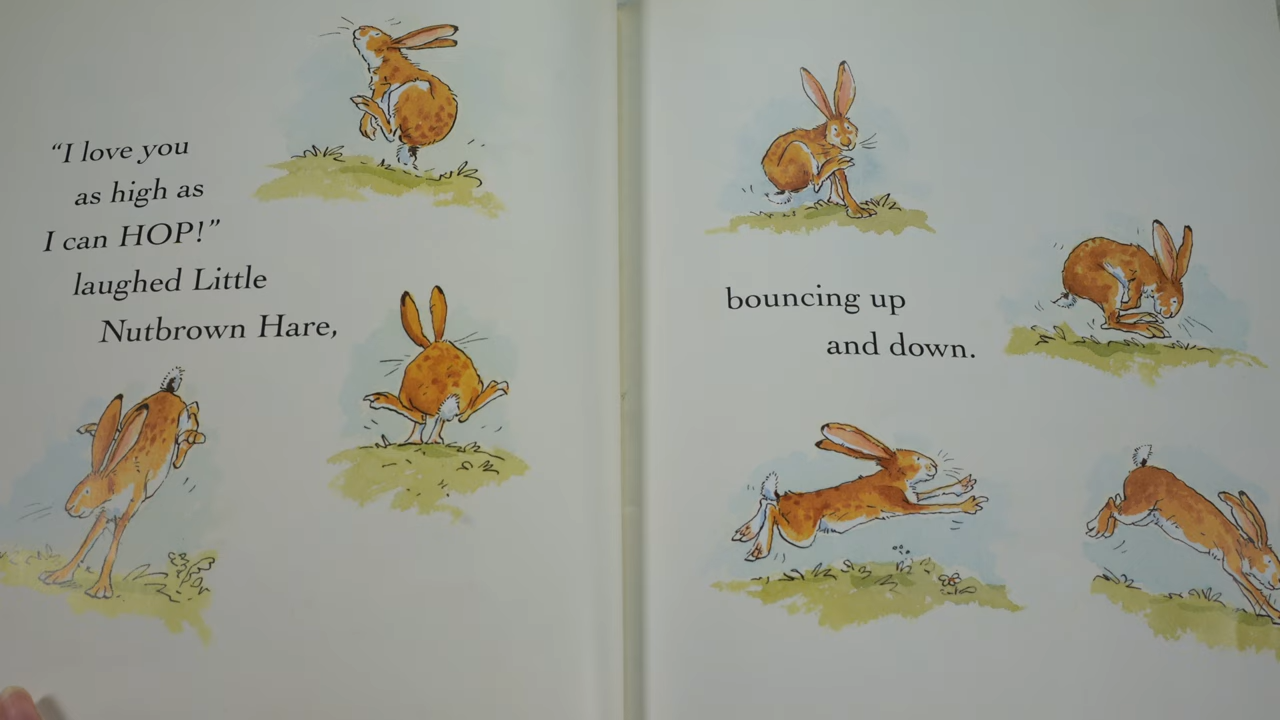 “I love you
as high as
I can HOP!”
laughed Little
Nutbrown Hare,
bouncing up
and down.